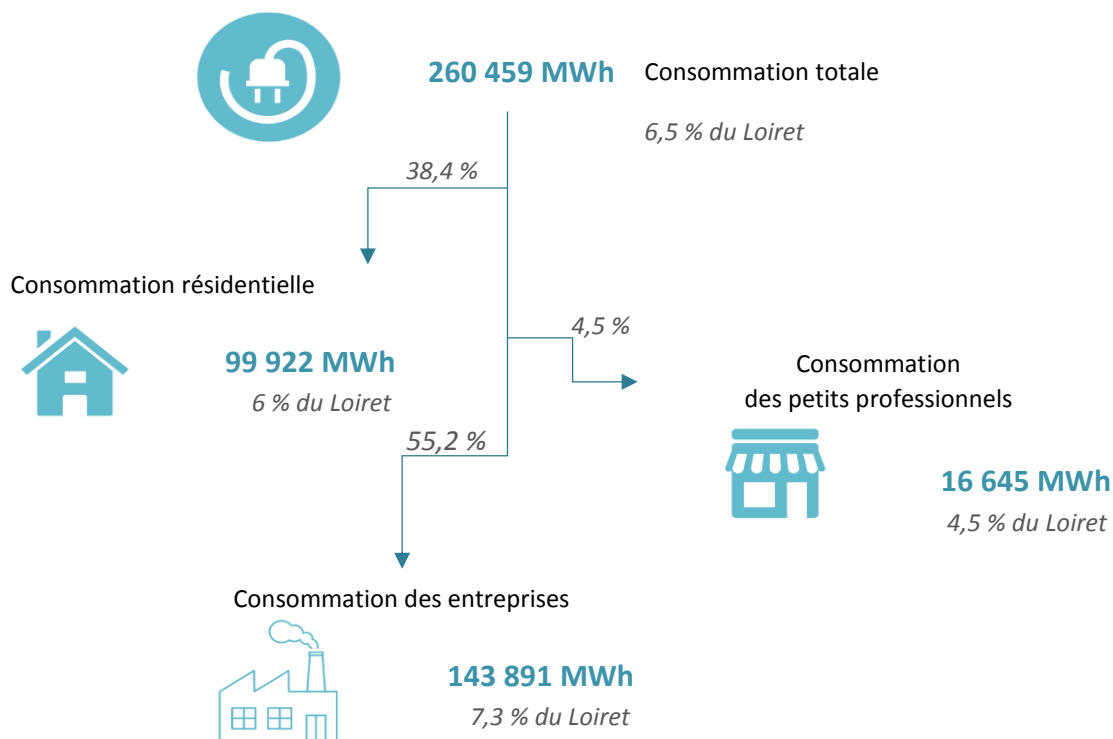 260 459 MWh Consommation totale
6,5 % du Loiret
38,4 %
Consommation résidentielle
99 922 MWh
6 % du Loiret
4,5 %
Consommation
des petits professionnels
16 645 MWh
4,5 % du Loiret
55,2 %
Consommation des entreprises
143 891 MWh
7,3 % du Loiret